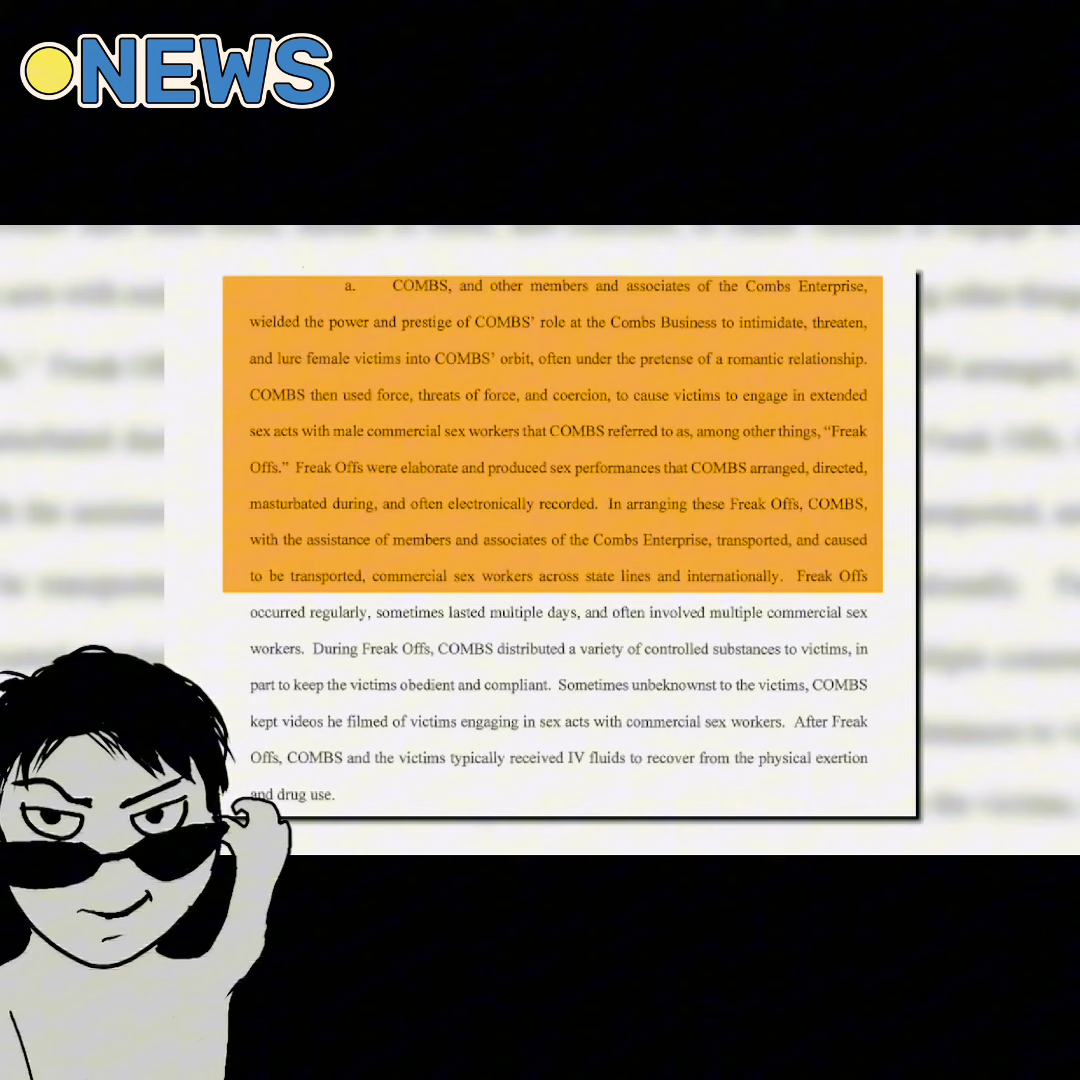 NEWS
a. COMBS, and other members and associates of the Combs Enterprise,
wielded the power and prestige of COMBS’ role at the Combs Business to intimidate, threaten,
and lure female victims into COMBS’ orbit, often under the pretense of a romantic relationship.
COMBS then used force, threats of force, and coercion, to cause victims to engage in extended
sex acts with male commercial sex workers that COMBS referred to as, among other things, “Freak
Offs.” Freak Offs were elaborate and produced sex performances that COMBS arranged, directed,
masturbated during, and often electronically recorded. In arranging these Freak Offs, COMBS,
with the assistance of members and associates of the Combs Enterprise, transported, and caused
to be transported, commercial sex workers across state lines and internationally. Freak Offs
occurred regularly, sometimes lasted multiple days, and often involved multiple commercial sex
workers. During Freak Offs, COMBS distributed a variety of controlled substances to victims, in
part to keep the victims obedient and compliant. Sometimes unbeknownst to the victims, COMBS
kept videos he filmed of victims engaging in sex acts with commercial sex workers. After Freak
Offs, COMBS and the victims typically received IV fluids to recover from the physical exertion
and drug use.